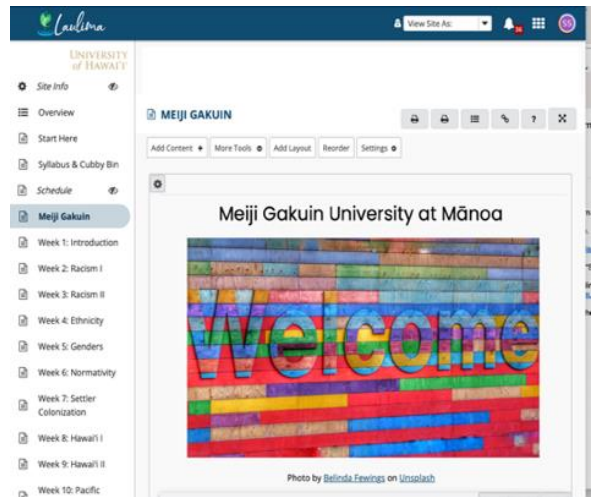 Laulima
View Site As:
SS
UNIVERSITY
of HAWAI'I
Site Info
Overview
Start Here
Syllabus & Cubby Bin
Schedule
Meiji Gakuin
Week 1: Introduction
Week 2: Racism I
Week 3: Racism II
Week 4: Ethnicity
Week 5: Genders
Week 6: Normativity
Week 7: Settler
Colonization
Week 8: Hawai'i I
Week 9: Hawai'i II
Week 10: Pacific
MEIJI GAKUIN
Add Content
More Tools
Add Layout
Reorder
Settings
Meiji Gakuin University at Mānoa
welcome
Photo by Belinda Fewings on Unsplash